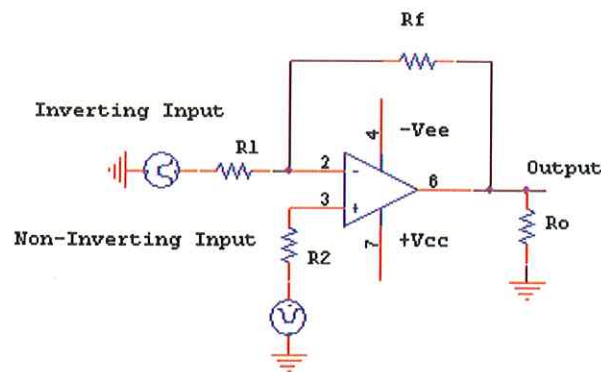 Rf
Inverting Input
4
-Vee
R1
2
-
6
Output
3
+
Non-Inverting Input
R2
7
+Vcc
Ro